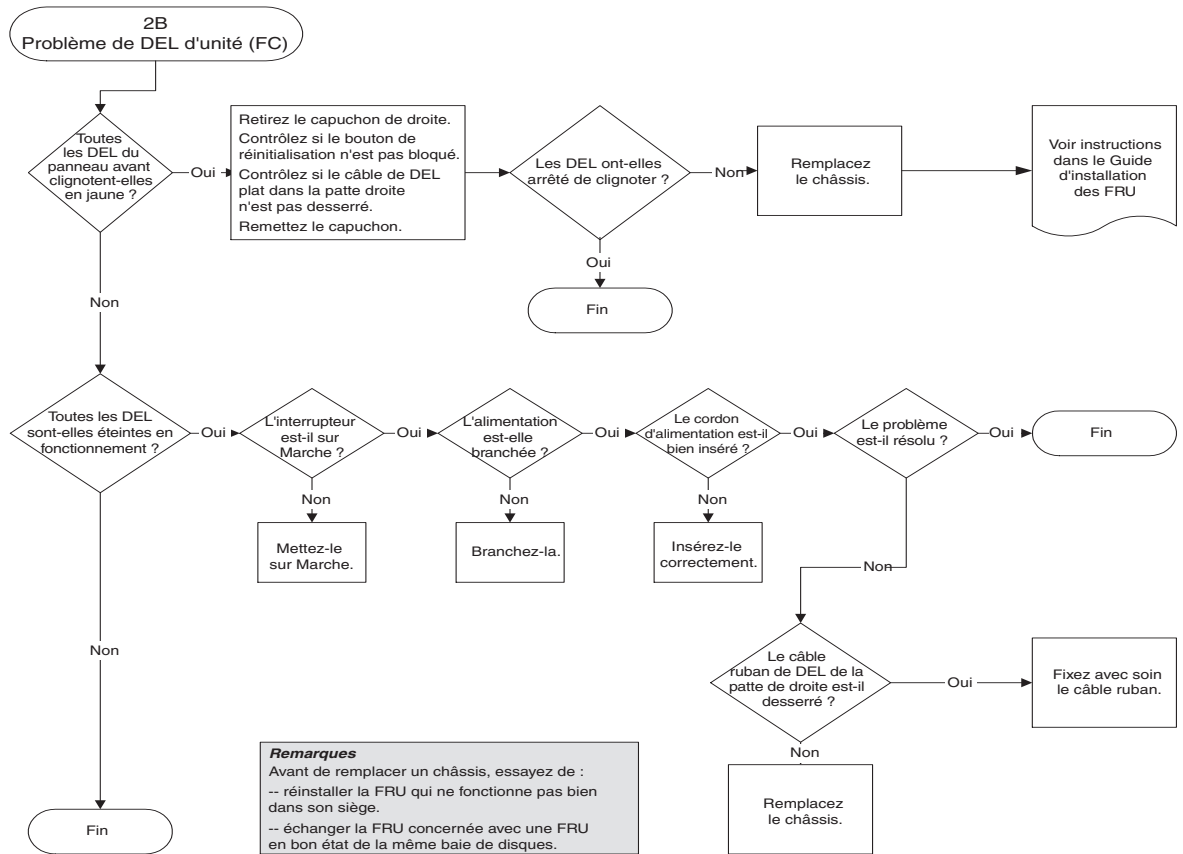 2B
Problème de DEL d'unité (FC)
Toutes
les DEL du
panneau avant
clignotent-elles
en jaune ?
Oui
Retirez le capuchon de droite.
Contrôlez si le bouton de
réinitialisation n'est pas bloqué.
Contrôlez si le câble de DEL
plat dans la patte droite
n'est pas desserré.
Remettez le capuchon.
Les DEL ont-elles
arrêté de clignoter ?
Non
Remplacez
le châssis.
Voir instructions
dans le Guide
d'installation
des FRU
Oui
Fin
Non
Toutes les DEL
sont-elles éteintes en
fonctionnement ?
Oui
L'interrupteur
est-il sur
Marche ?
Oui
L'alimentation
est-elle
branchée ?
Oui
Le cordon
d'alimentation est-il
bien inséré ?
Oui
Le problème
est-il résolu ?
Oui
Fin
Non
Mettez-le
sur Marche.
Non
Branchez-la.
Non
Insérez-le
correctement.
Non
Le câble
ruban de DEL de la
patte de droite est-il
desserré ?
Oui
Fixez avec soin
le câble ruban.
Non
Remplacez
le châssis.
Non
Fin
Remarques
Avant de remplacer un châssis, essayez de :
-- réinstaller la FRU qui ne fonctionne pas bien
dans son siège.
-- échanger la FRU concernée avec une FRU
en bon état de la même baie de disques.